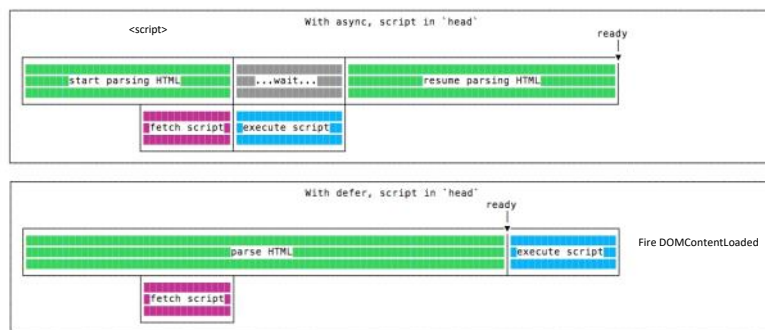 With async, script in `head`
<script>
ready
start parsing HTML ...wait... resume parsing HTML
fetch script execute script
With defer, script in `head`
ready
parse HTML execute script
Fire DOMContentLoaded
fetch script